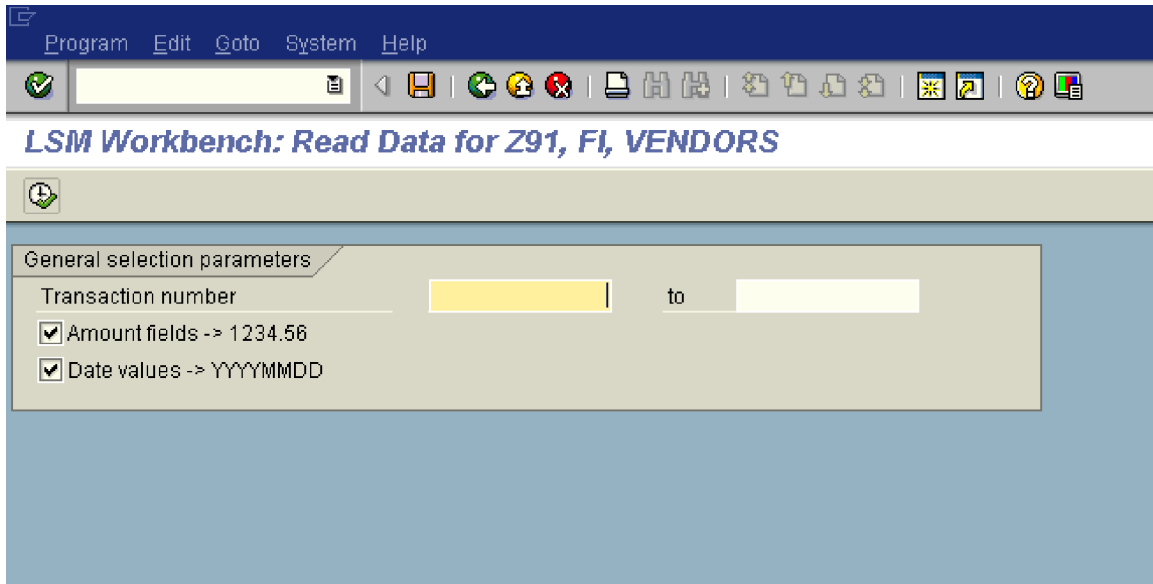 Program Edit Goto System Help
LSM Workbench: Read Data for Z91, FI, VENDORS
General selection parameters
Transaction number to
Amount fields -> 1234.56
Date values -> YYYYMMDD